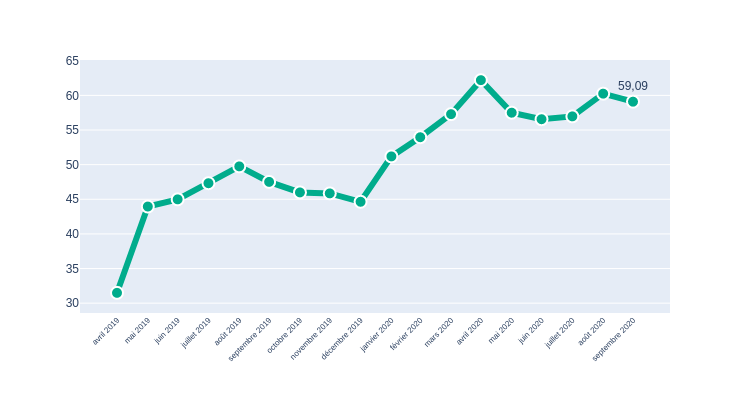 65
60
55
50
45
40
35
30
59,09
avril 2019
mai 2019
juin 2019
juillet 2019
août 2019
septembre 2019
octobre 2019
novembre 2019
décembre 2019
janvier 2020
février 2020
mars 2020
avril 2020
mai 2020
juin 2020
juillet 2020
août 2020
septembre 2020